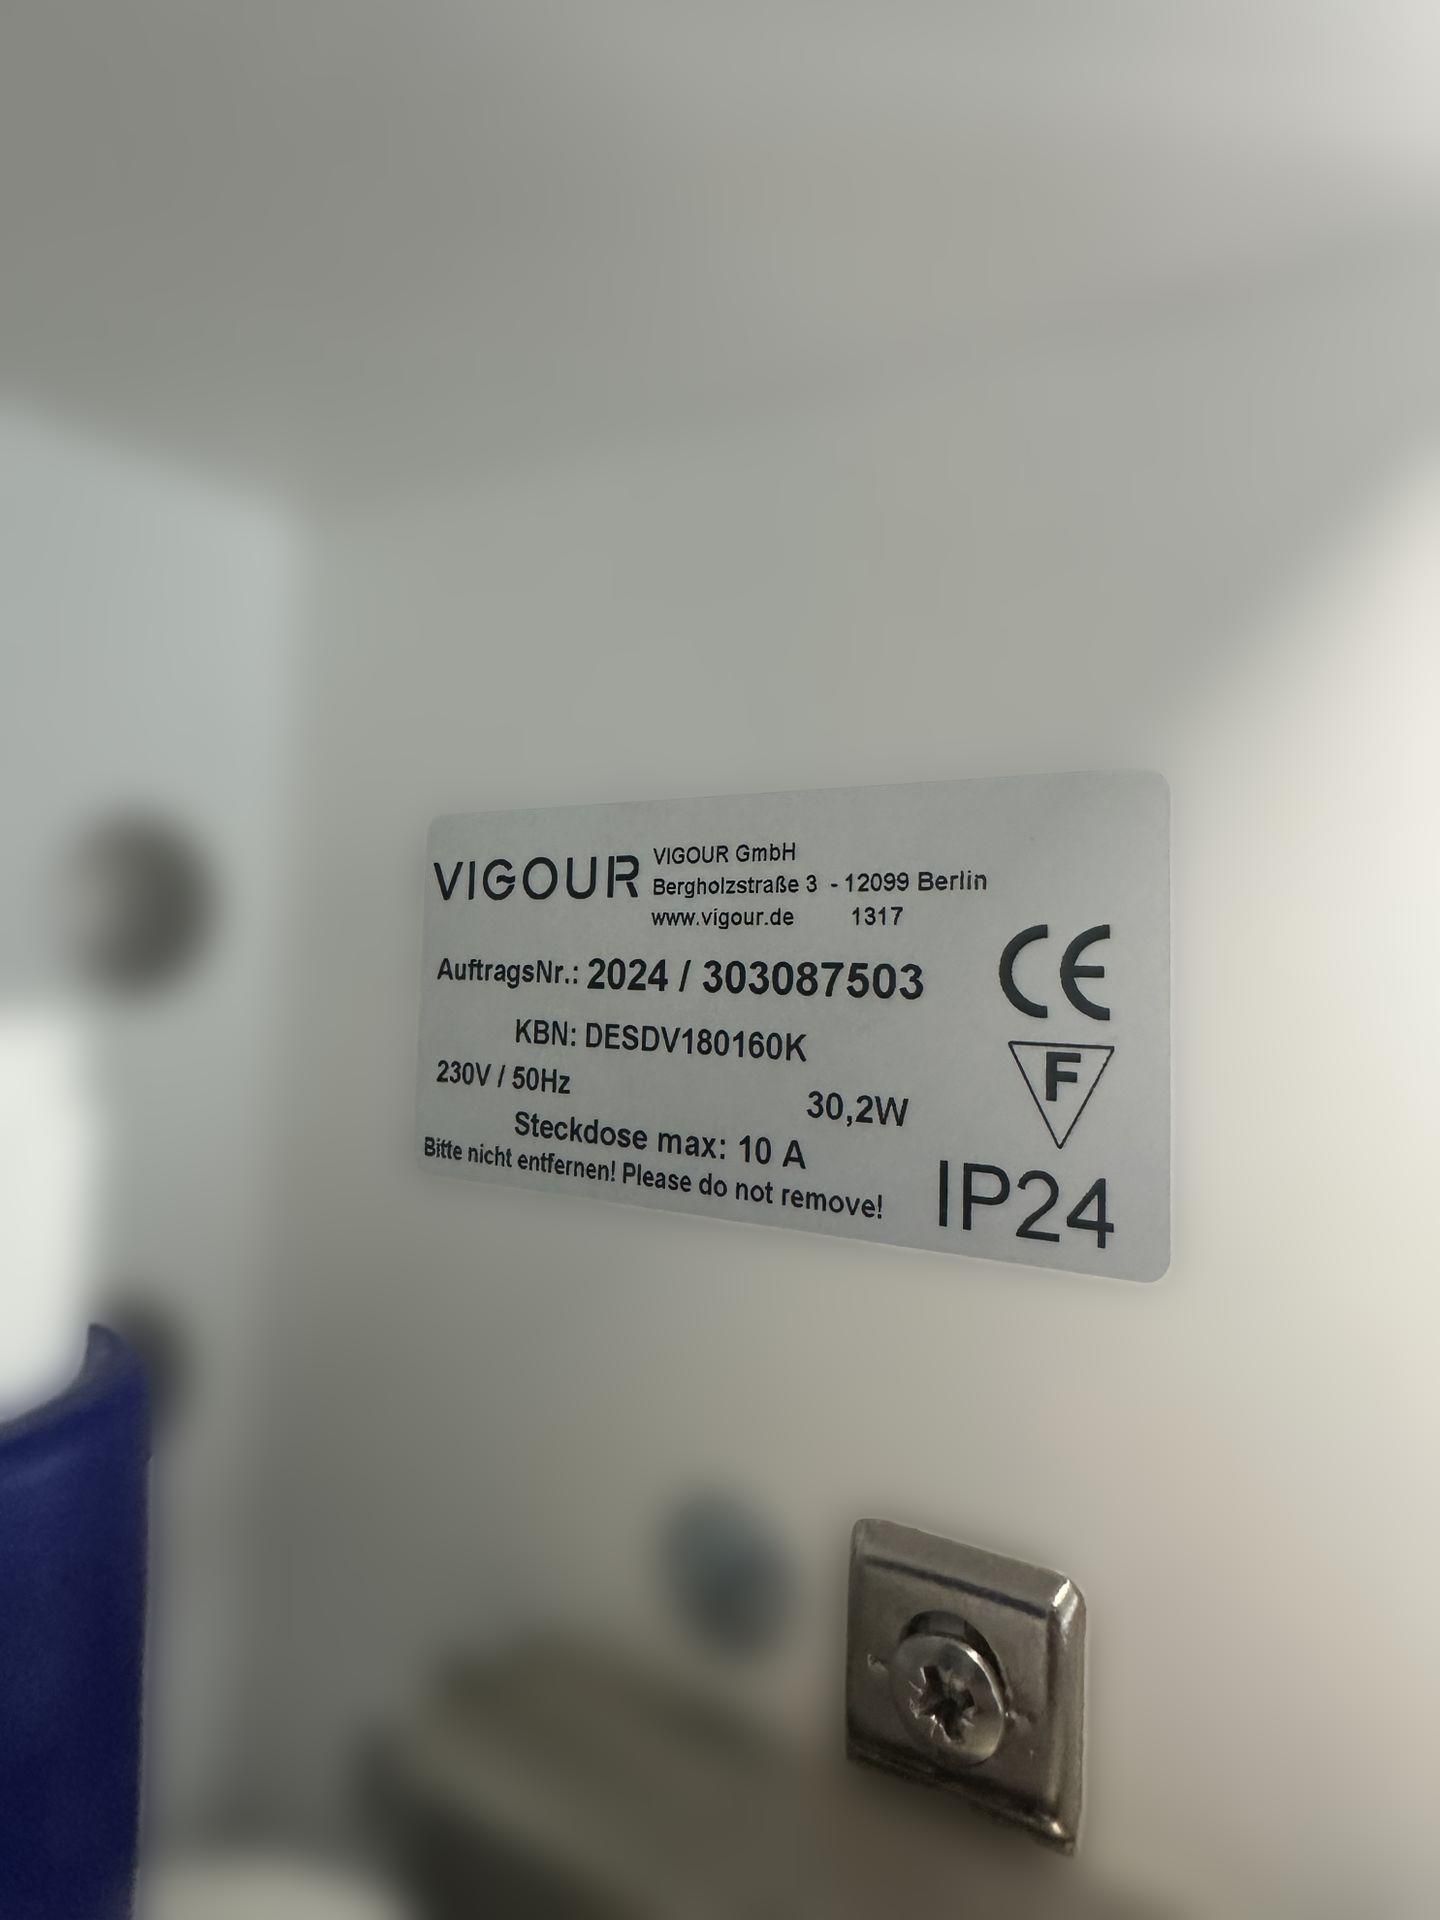 VIGOUR
VIGOUR GmbH
Bergholzstraße 3 - 12099 Berlin
www.vigour.de 1317
AuftragsNr.: 2024 / 303087503
KBN: DESDV180160K
230V / 50Hz 30,2W
Steckdose max: 10 A
Bitte nicht entfernen! Please do not remove!
CE
F
IP24